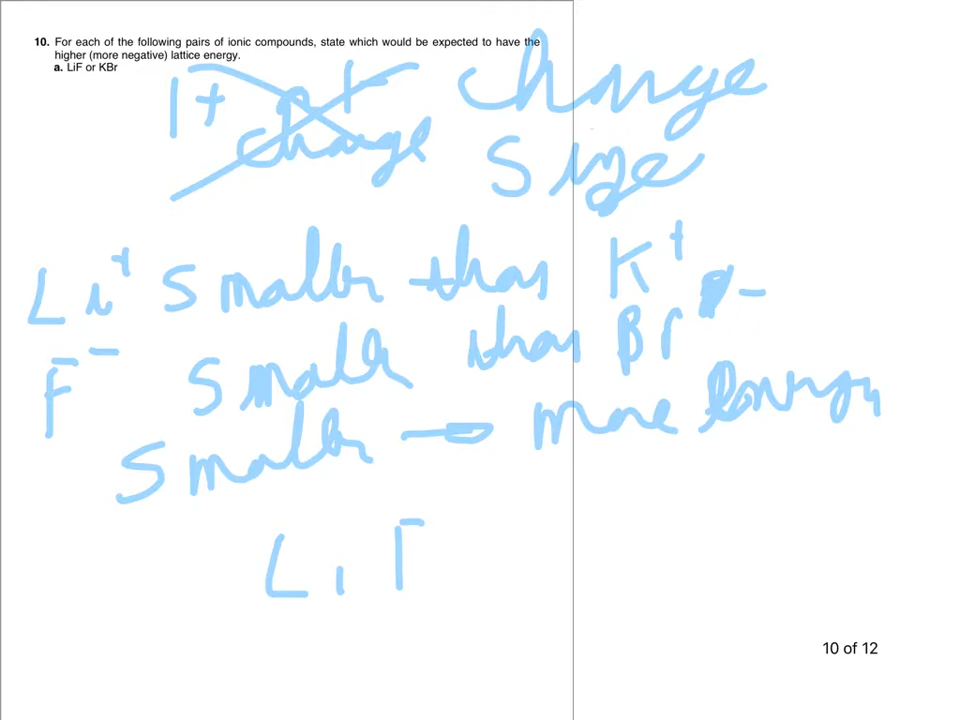 10. For each of the following pairs of ionic compounds, state which would be expected to have the
higher (more negative) lattice energy.
a. LiF or KBr
1+ charge
Size
Li+ Smaller than K+
F- Smaller than Br-
Smaller more energy
LiF
10 of 12